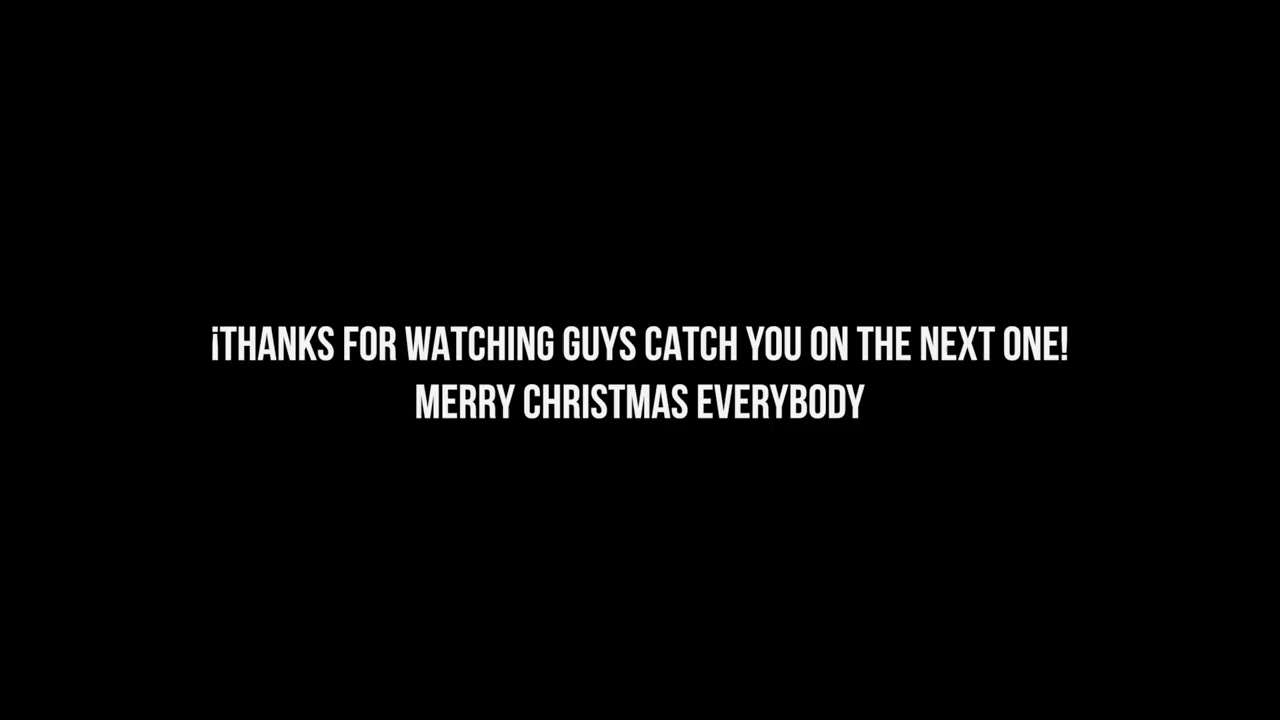 ¡THANKS FOR WATCHING GUYS CATCH YOU ON THE NEXT ONE!
MERRY CHRISTMAS EVERYBODY